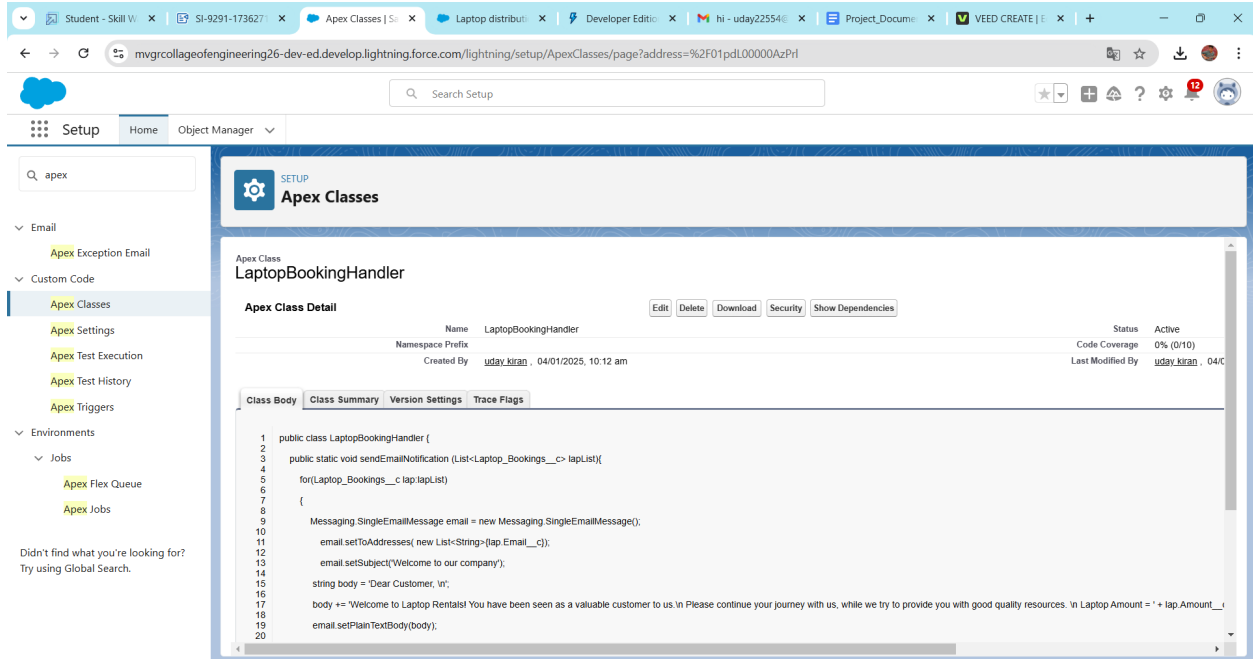 Student - Skill W
SI-9291-1736271
Apex Classes | Sa
Laptop distributi
Developer Editio
hi - uday22554@
Project_Docume
VEED CREATE | E
mvgrcollageofengineering26-dev-ed.develop.lightning.force.com/lightning/setup/ApexClasses/page?address=%2F01pdL00000AzPrl
Search Setup
12
Setup
Home
Object Manager
apex
Email
Apex Exception Email
Custom Code
Apex Classes
Apex Settings
Apex Test Execution
Apex Test History
Apex Triggers
Environments
Jobs
Apex Flex Queue
Apex Jobs
Didn't find what you're looking for?
Try using Global Search.
SETUP
Apex Classes
Apex Class
LaptopBookingHandler
Apex Class Detail
Edit Delete Download Security Show Dependencies
Name LaptopBookingHandler Status Active
Namespace Prefix Code Coverage 0% (0/10)
Created By uday kiran , 04/01/2025, 10:12 am Last Modified By uday kiran , 04/0
Class Body Class Summary Version Settings Trace Flags
1 public class LaptopBookingHandler {
2
3 public static void sendEmailNotification (List<Laptop_Bookings__c> lapList){
4
5 for(Laptop_Bookings__c lap:lapList)
6
7 {
8
9 Messaging.SingleEmailMessage email = new Messaging.SingleEmailMessage();
10
11 email.setToAddresses( new List<String>{lap.Email__c});
12
13 email.setSubject('Welcome to our company');
14
15 string body = 'Dear Customer, \n';
16
17 body += 'Welcome to Laptop Rentals! You have been seen as a valuable customer to us.\n Please continue your journey with us, while we try to provide you with good quality resources. \n Laptop Amount = ' + lap.Amount__c
18
19 email.setPlainTextBody(body);
20